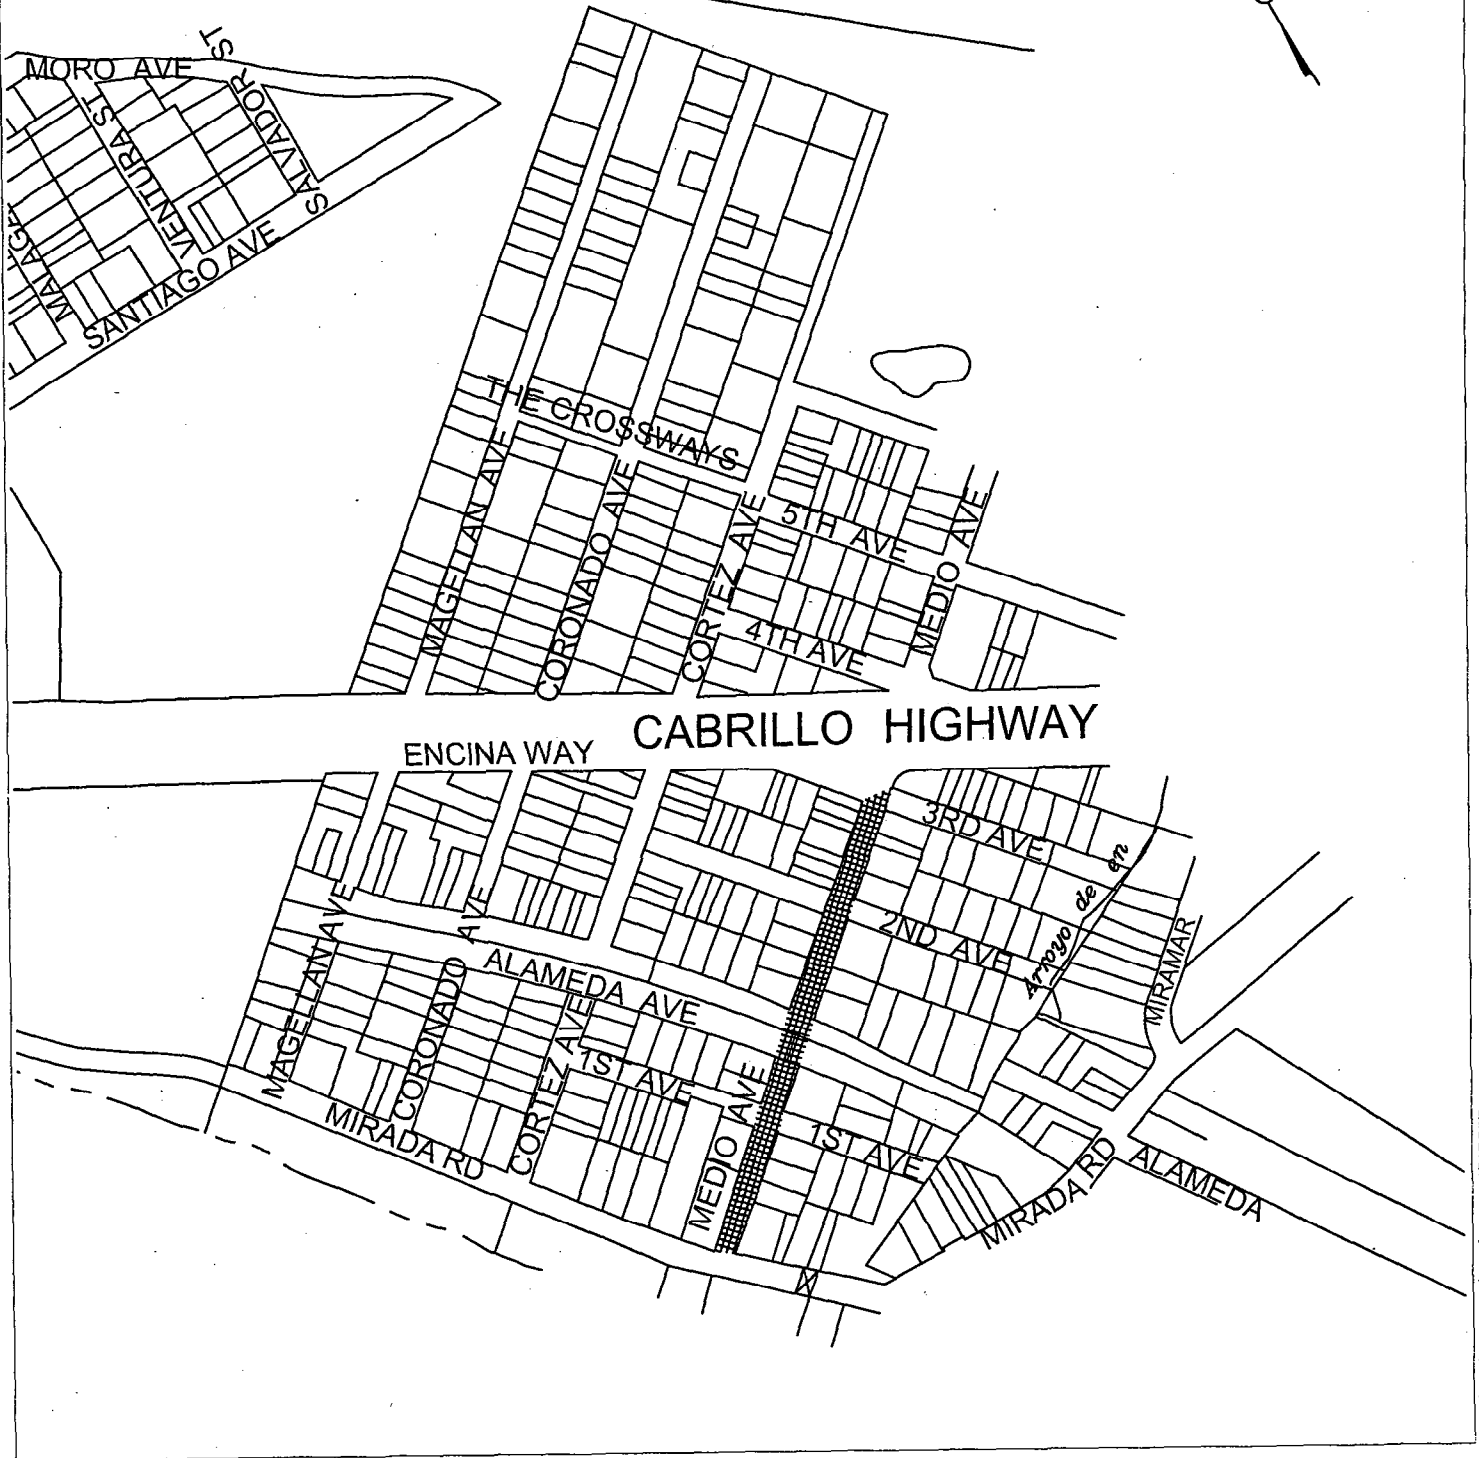 MORO AVE
SALVADOR ST
VENTURA ST
MALAGA
SANTIAGO AVE
THE CROSSWAYS
MAGELLAN AVE
CORONADO AVE
CORTEZ AVE
5TH AVE
MEDIO AVE
4TH AVE
CABRILLO HIGHWAY
ENCINA WAY
3RD AVE
Arroyo de en
2ND AVE
MIRAMAR
MAGELLAN AVE
CORONADO AVE
ALAMEDA AVE
CORTEZ AVE
1ST AVE
MEDIO AVE
1ST AVE
MIRADA RD
MIRADA RD
ALAMEDA